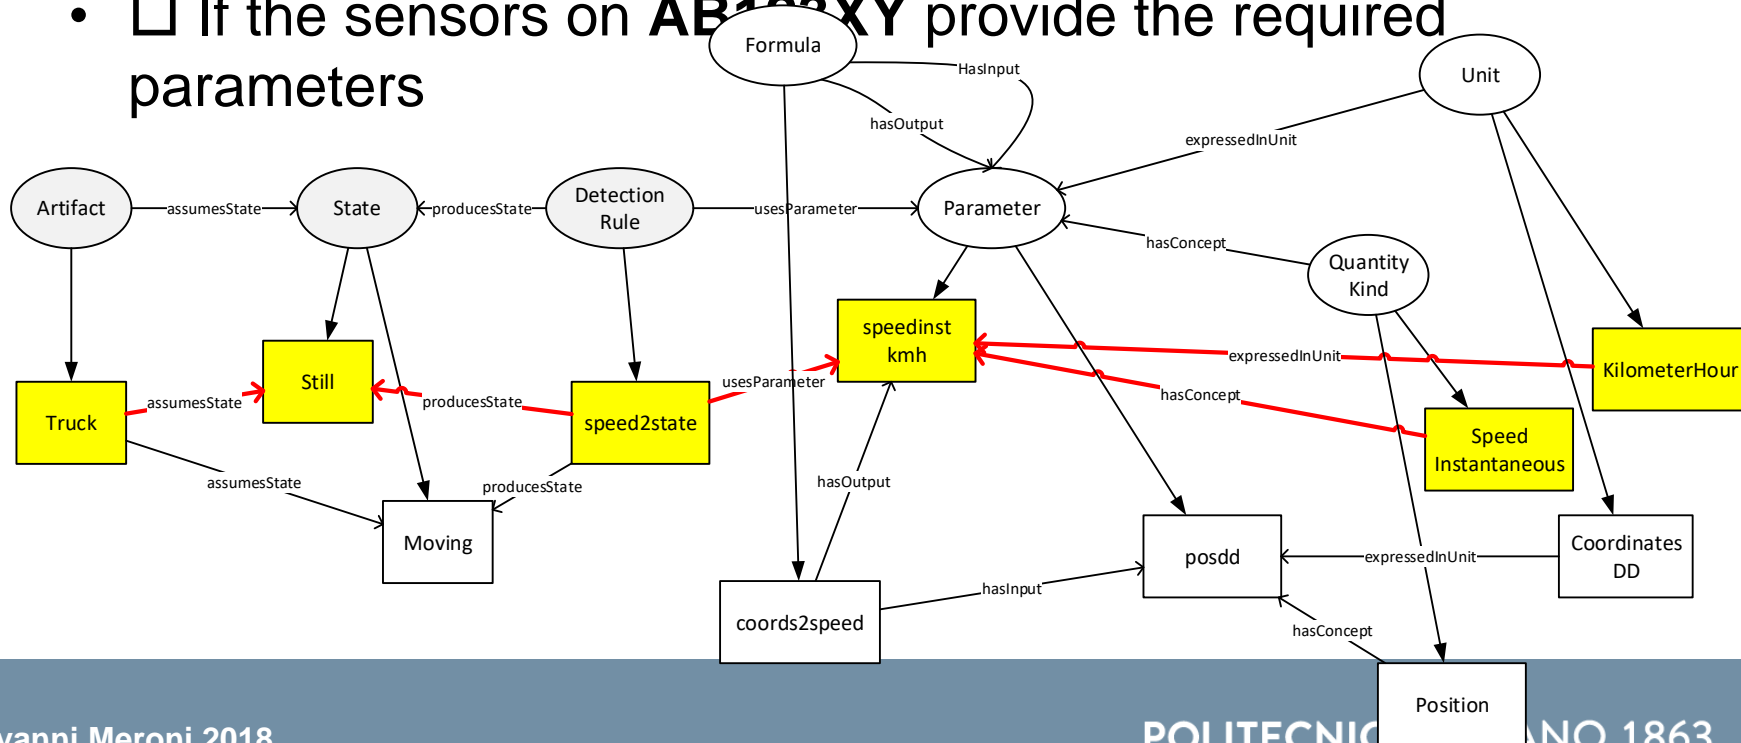 • ☐ If the sensors on AB123XY provide the required
parameters
Formula
HasInput
Unit
hasOutput
expressedInUnit
Artifact
assumesState
State
producesState
Detection
Rule
usesParameter
Parameter
hasConcept
Quantity
Kind
speedinst
kmh
expressedInUnit
KilometerHour
Still
usesParameter
hasConcept
Truck
assumesState
producesState
speed2state
Speed
Instantaneous
assumesState
producesState
hasOutput
Moving
posdd
expressedInUnit
Coordinates
DD
hasInput
coords2speed
hasConcept
Position
Meroni 2018
1863